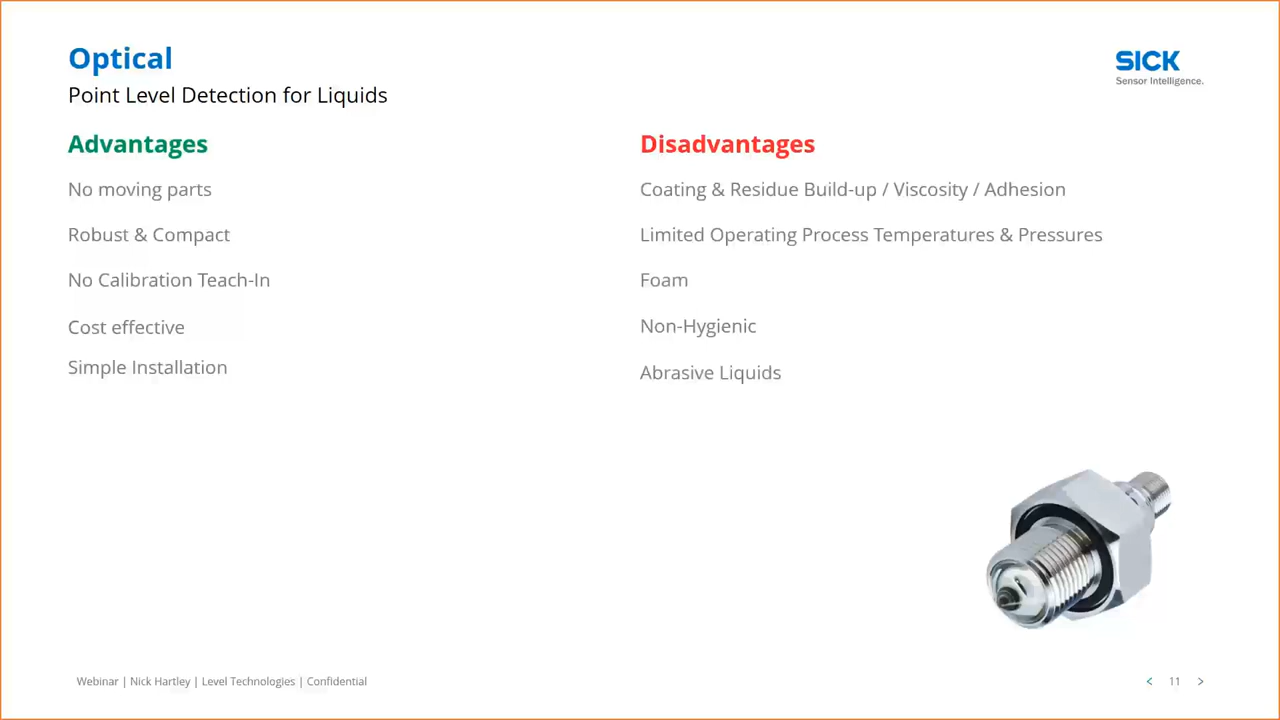 Optical
SICK
Sensor Intelligence.
Point Level Detection for Liquids
Advantages
No moving parts
Robust & Compact
No Calibration Teach-In
Cost effective
Simple Installation
Disadvantages
Coating & Residue Build-up / Viscosity / Adhesion
Limited Operating Process Temperatures & Pressures
Foam
Non-Hygienic
Abrasive Liquids
Webinar | Nick Hartley | Level Technologies | Confidential
< 11 >